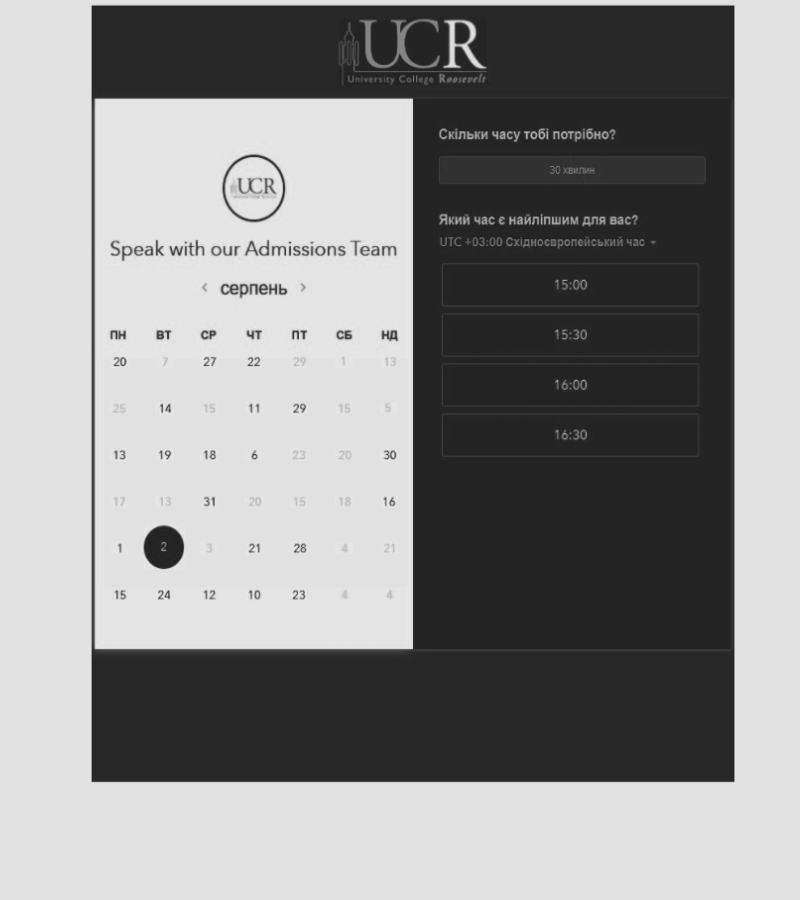 UCR
University College Roosevelt
UCR
Speak with our Admissions Team
‹ серпень ›
ПН ВТ СР ЧТ ПТ СБ НД
20 7 27 22 29 1 13
25 14 15 11 29 15 5
13 19 18 6 23 20 30
17 13 31 20 15 18 16
1 2 3 21 28 4 21
15 24 12 10 23 4 4
Скільки часу тобі потрібно?
30 хвилин
Який час є найліпшим для вас?
UTC +03:00 Східноєвропейський час
15:00
15:30
16:00
16:30